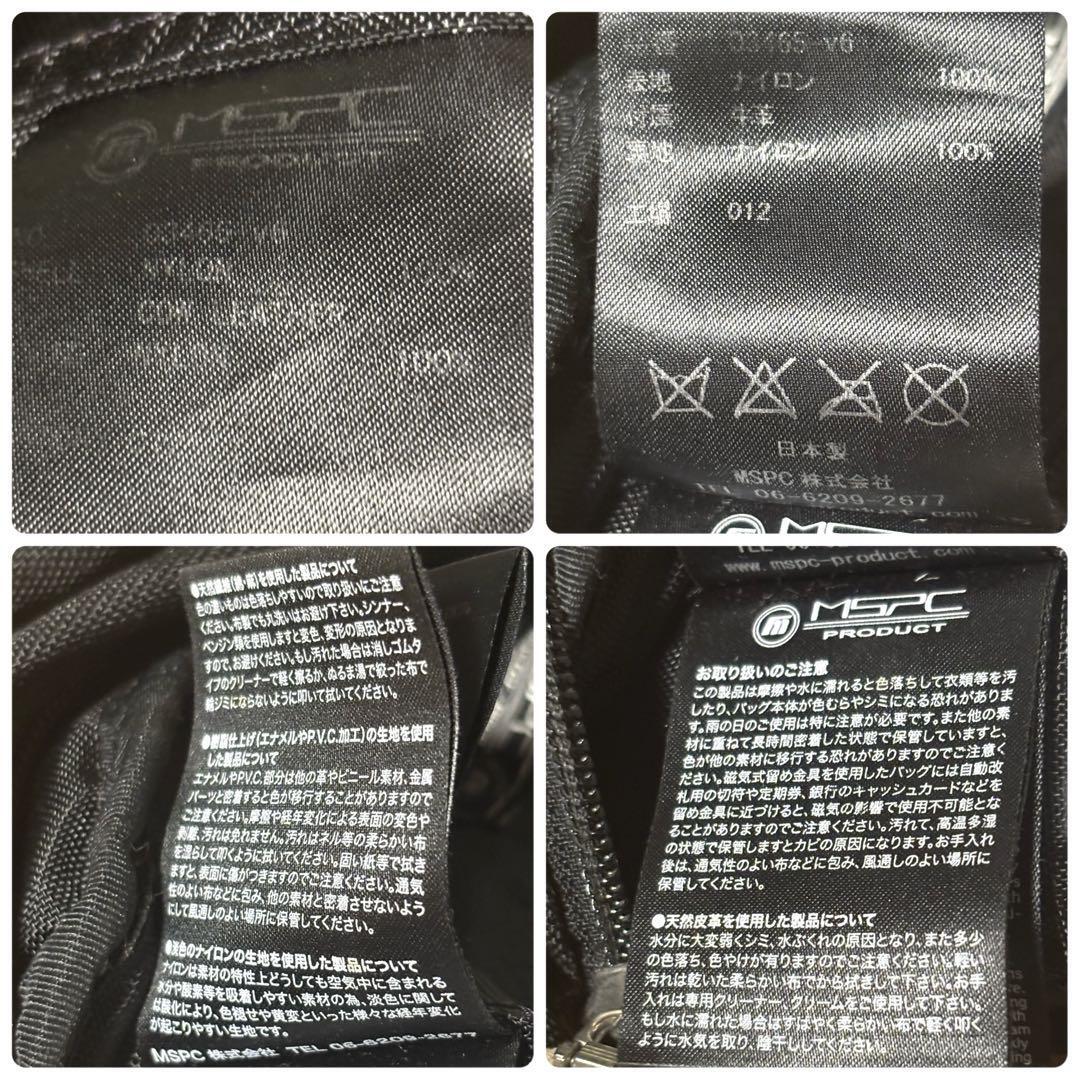 MSPC
PRODUCT
NYLON
COW LEATHER
NYLON 100%
02465-v6
表地 ナイロン 100%
付属 牛革
裏地 ナイロン 100%
工場 012
日本製
MSPC 株式会社
TEL 06-6209-2677
●天然繊維(綿・麻)を使用した製品について
色の濃いものは色落ちしやすいので取り扱いにご注意
ください。布製でも丸洗いはお避け下さい。シンナー、
ベンジン類を使用しますと変色、変形の原因となりま
すので、お避けください。もし汚れた場合は消しゴムタ
イプのクリーナーで軽く擦るか、ぬるま湯で絞った布で
輪ジミにならないように叩いて拭いてください。
●樹脂仕上げ(エナメルやP.V.C.加工)の生地を使用
した製品について
エナメルやP.V.C.部分は他の革やビニール素材、金属
パーツと密着すると色が移行することがありますので
ご注意ください。摩擦や経年変化による表面の変色や
剥離、汚れは免れません。汚れはネル等の柔らかい布
を湿らして叩くように拭いてください。固い紙等で拭き
ますと、表面に傷がつきますのでご注意ください。通気
性のよい布などに包み、他の素材と密着させないよう
にして風通しのよい場所に保管してください。
●淡色のナイロンの生地を使用した製品について
ナイロンは素材の特性上どうしても空気中に含まれる
水分や酸素等を吸着しやすい素材の為、淡色に関して
は酸化により、色褪せや黄変といった様々な経年変化
が起こりやすい生地です。
MSPC 株式会社 TEL 06-6209-2677
www.mspc-product.com
MSPC
PRODUCT
お取り扱いのご注意
この製品は摩擦や水に濡れると色落ちして衣類等を汚
したり、バッグ本体が色むらやシミになる恐れがありま
す。雨の日のご使用は特に注意が必要です。また他の素
材に重ねて長時間密着した状態で保管していますと、
色が他の素材に移行する恐れがありますのでご注意く
ださい。磁気式留め金具を使用したバッグには自動改
札用の切符や定期券、銀行のキャッシュカードなどを
留め金具に近づけると、磁気の影響で使用不可能とな
ることがありますのでご注意ください。汚れて、高温多湿
の状態で保管しますとカビの原因になります。お手入れ
後は、通気性のよい布などに包み、風通しのよい場所に
保管してください。
●天然皮革を使用した製品について
水分に大変弱くシミ、水ぶくれの原因となり、また多少
の色落ち、色やけが有りますのでご注意ください。軽い
汚れは乾いた柔らかい布でから拭きして下さい。お手
入れは専用クリーナー、クリームをご使用して下さい。
もし水に濡れた場合はすばやく柔らかい布で軽く叩く
ように水気を取り、陰干ししてください。